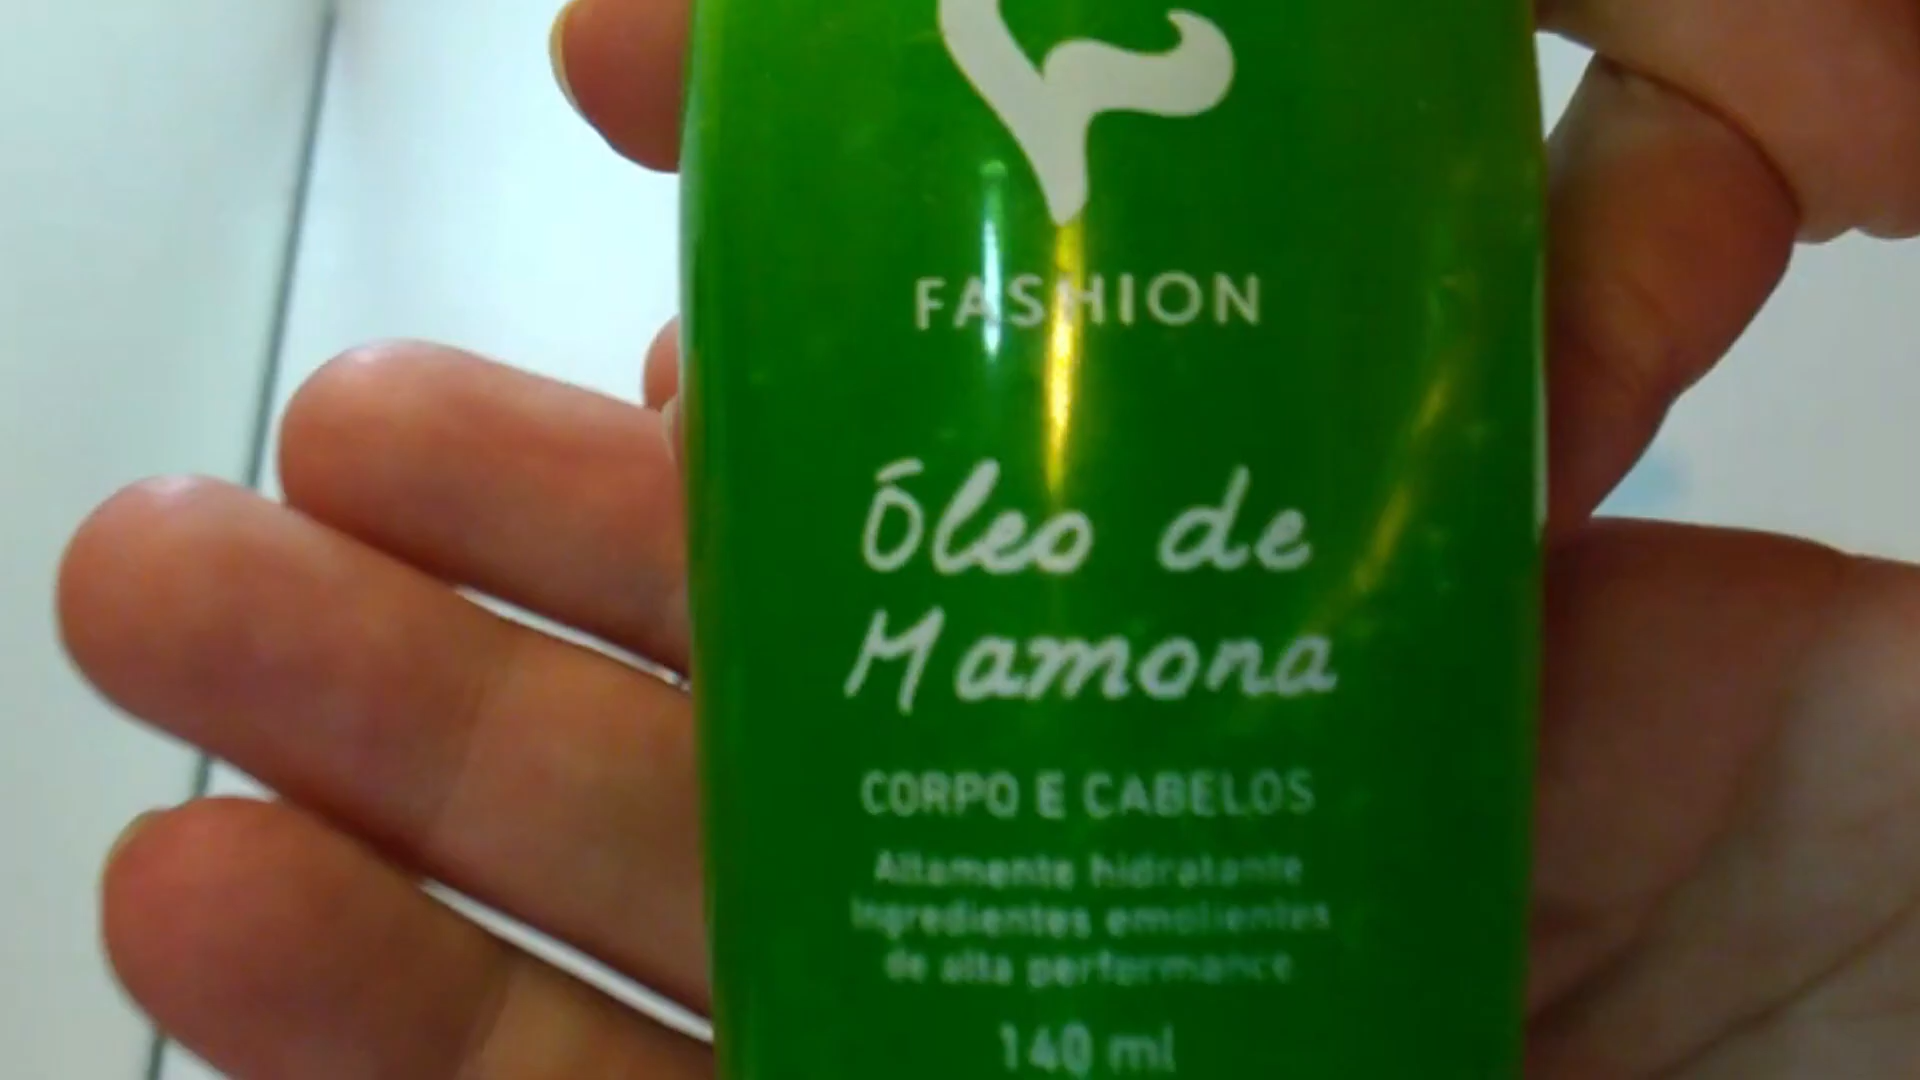 FASHION
Óleo de
Mamona
CORPO E CABELOS
Altamente hidratante
Ingredientes emolientes
de alta performance
140 ml